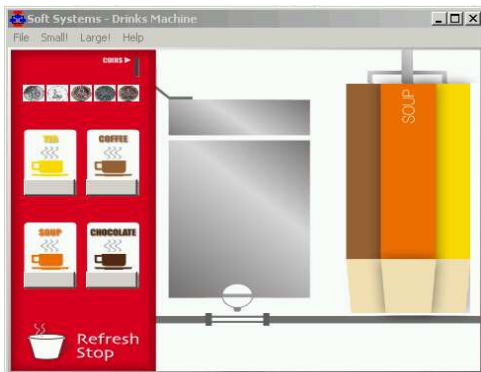 Soft Systems - Drinks Machine
File Small! Large! Help
COINS
TEA
COFFEE
SOUP
CHOCOLATE
SOUP
Refresh
Stop